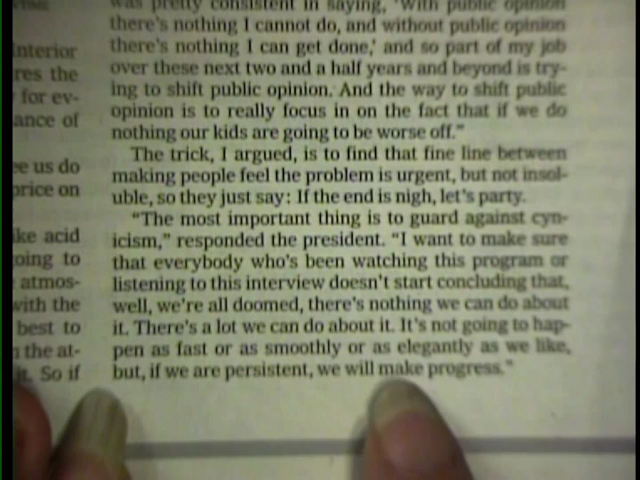 interior
res the
for ev-
ance of
ee us do
price on
ike acid
oing to
atmos-
with the
best to
the at-
it. So if
was pretty consistent in saying, 'With public opinion
there's nothing I cannot do, and without public opinion
there's nothing I can get done,' and so part of my job
over these next two and a half years and beyond is try-
ing to shift public opinion. And the way to shift public
opinion is to really focus in on the fact that if we do
nothing our kids are going to be worse off."
The trick, I argued, is to find that fine line between
making people feel the problem is urgent, but not insol-
uble, so they just say: If the end is nigh, let's party.
"The most important thing is to guard against cyn-
icism," responded the president. "I want to make sure
that everybody who's been watching this program or
listening to this interview doesn't start concluding that,
well, we're all doomed, there's nothing we can do about
it. There's a lot we can do about it. It's not going to hap-
pen as fast or as smoothly or as elegantly as we like,
but, if we are persistent, we will make progress."